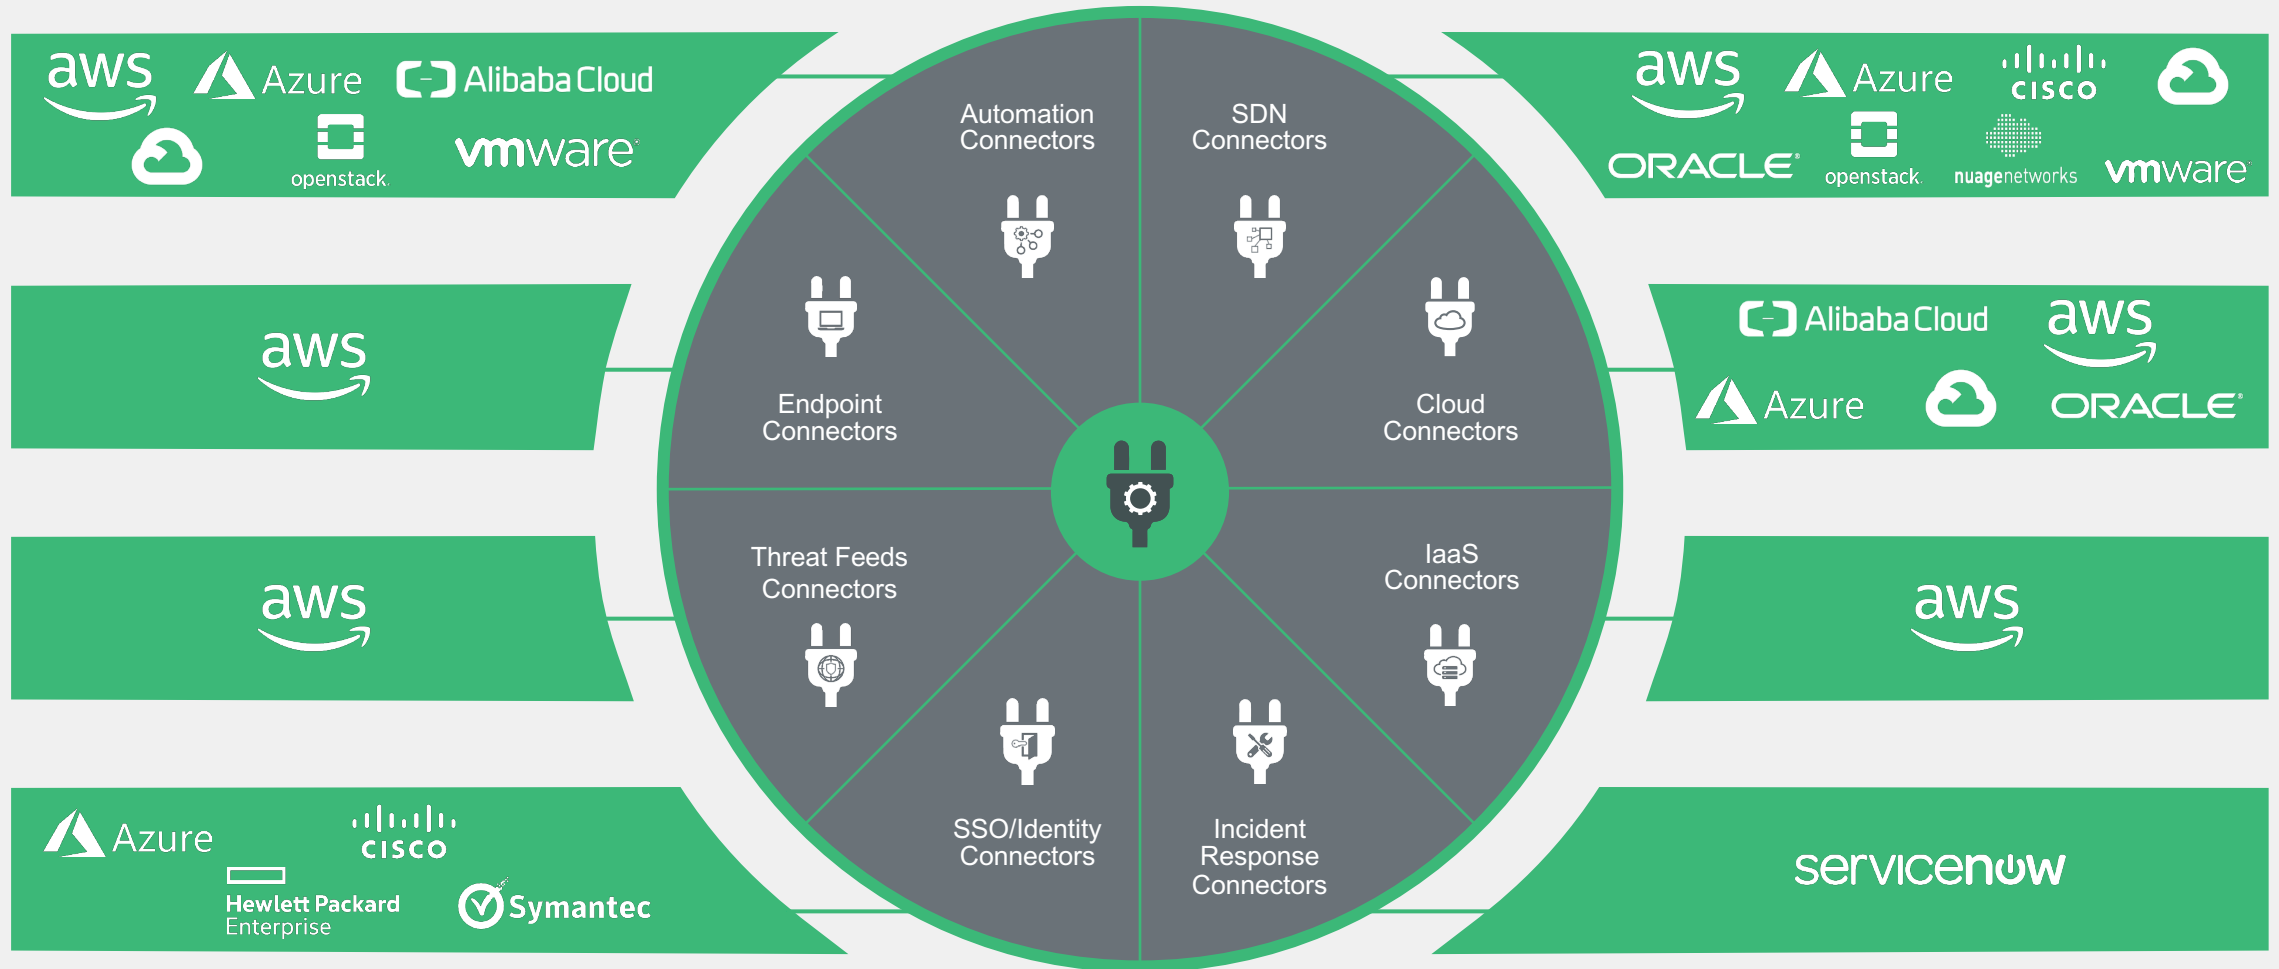 aws
Azure
Alibaba Cloud
openstack.
vmware
Automation
Connectors
SDN
Connectors
aws
Azure
CISCO
ORACLE
openstack.
nuagenetworks
vmware
aws
Endpoint
Connectors
Cloud
Connectors
Alibaba Cloud
aws
Azure
ORACLE
aws
Threat Feeds
Connectors
IaaS
Connectors
aws
Azure
CISCO
Hewlett Packard
Enterprise
Symantec
SSO/Identity
Connectors
Incident
Response
Connectors
servicenow